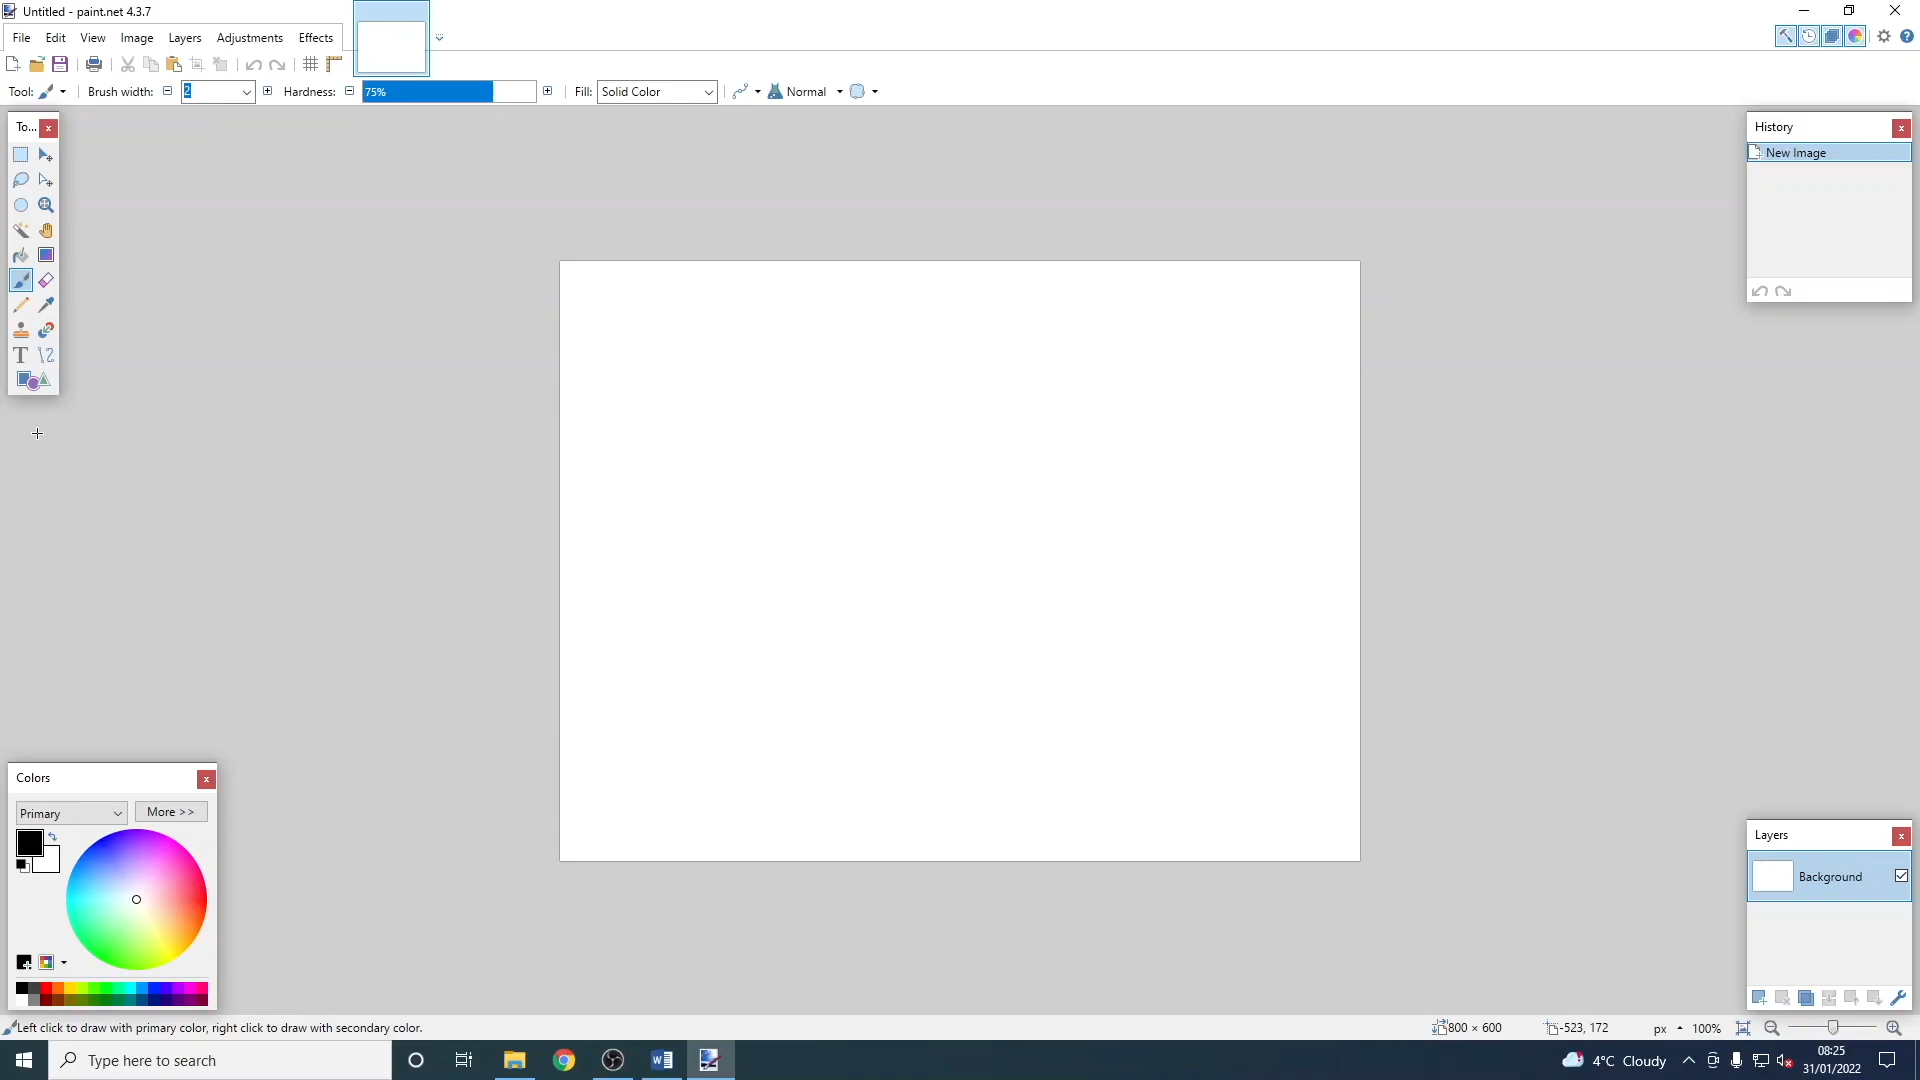 Untitled - paint.net 4.3.7
File Edit View Image Layers Adjustments Effects
Tool: Brush width: 2 Hardness: 75% Fill: Solid Color Normal
To...
History
New Image
Colors
Primary More >>
Layers
Background
Left click to draw with primary color, right click to draw with secondary color.
800 × 600 -523, 172 px 100%
Type here to search
4°C Cloudy
08:25
31/01/2022